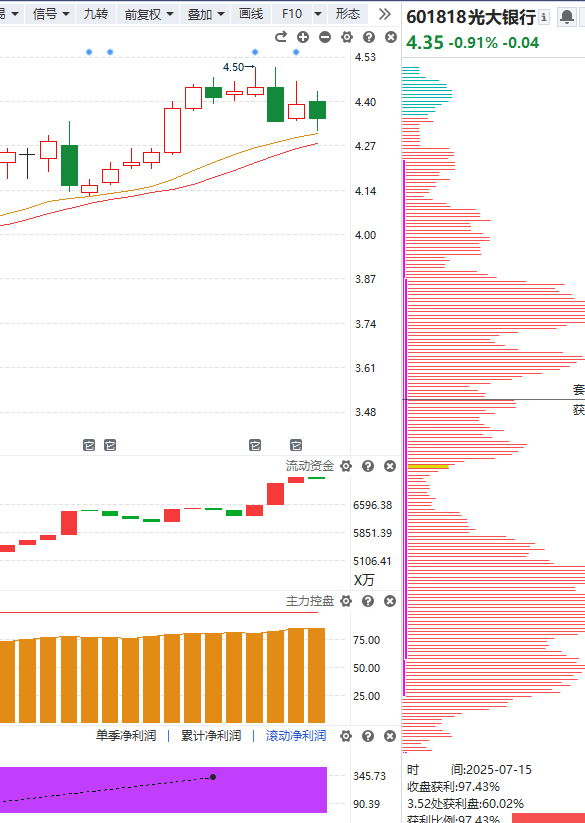 易 信号 九转 前复权 叠加 画线 F10 形态
601818光大银行
4.35 -0.91% -0.04
4.50
4.53
4.40
4.27
4.14
4.00
3.87
3.74
3.61
3.48
套
获
流动资金
6596.38
5851.39
5106.41
X万
主力控盘
75.00
50.00
25.00
单季净利润 | 累计净利润 | 滚动净利润
345.73
90.39
时 间:2025-07-15
收盘获利:97.43%
3.52处获利盘:60.02%
获利比例:97.43%